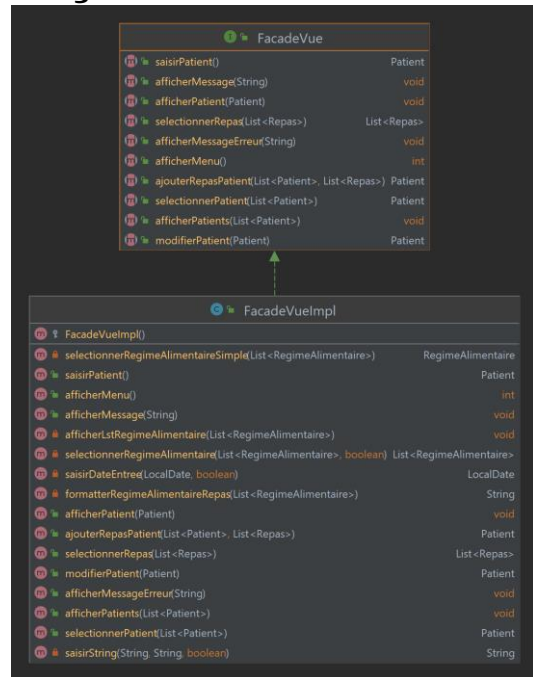 FacadeVue
saisirPatient() Patient
afficherMessage(String) void
afficherPatient(Patient) void
selectionnerRepas(List<Repas>) List<Repas>
afficherMessageErreur(String) void
afficherMenu() int
ajouterRepasPatient(List<Patient>, List<Repas>) Patient
selectionnerPatient(List<Patient>) Patient
afficherPatients(List<Patient>) void
modifierPatient(Patient) Patient
FacadeVueImpl
FacadeVueImpl()
selectionnerRegimeAlimentaireSimple(List<RegimeAlimentaire>) RegimeAlimentaire
saisirPatient() Patient
afficherMenu() int
afficherMessage(String) void
afficherLstRegimeAlimentaire(List<RegimeAlimentaire>) void
selectionnerRegimeAlimentaire(List<RegimeAlimentaire>, boolean) List<RegimeAlimentaire>
saisirDateEntree(LocalDate, boolean) LocalDate
formatterRegimeAlimentaireRepas(List<RegimeAlimentaire>) String
afficherPatient(Patient) void
ajouterRepasPatient(List<Patient>, List<Repas>) Patient
selectionnerRepas(List<Repas>) List<Repas>
modifierPatient(Patient) Patient
afficherMessageErreur(String) void
afficherPatients(List<Patient>) void
selectionnerPatient(List<Patient>) Patient
saisirString(String, String, boolean) String